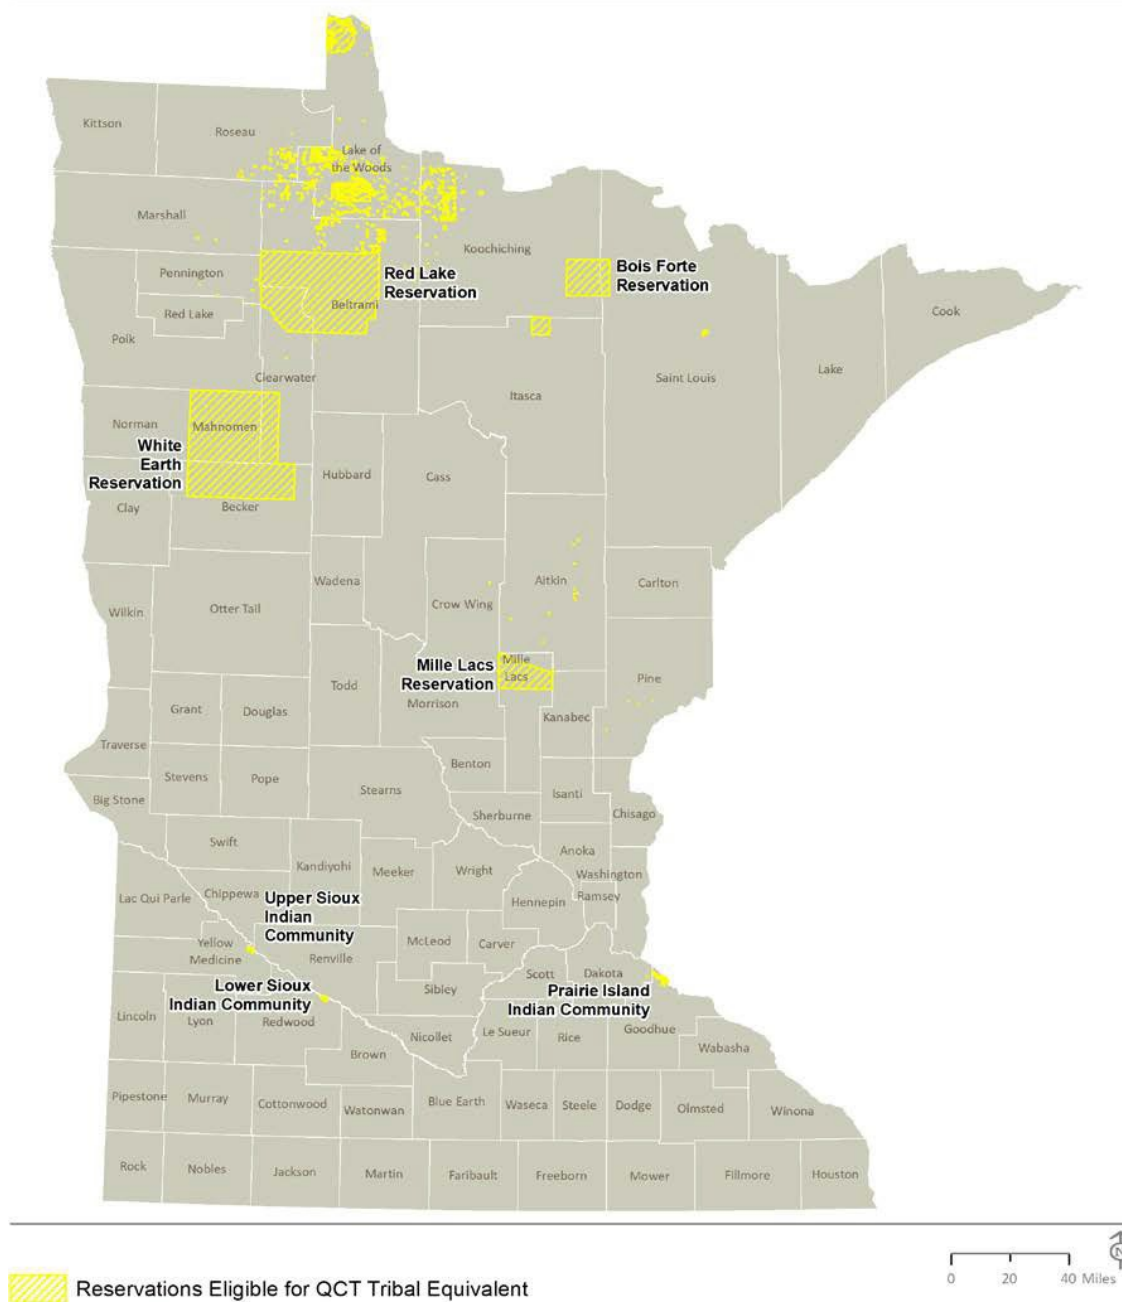 Kittson
Roseau
Lake of
the Woods
Marshall
Koochiching
Pennington
Red Lake
Reservation
Bois Forte
Reservation
Red Lake
Beltrami
Cook
Polk
Clearwater
Saint Louis
Lake
Itasca
Norman
Mahnomen
White
Earth
Reservation
Hubbard
Cass
Clay
Becker
Wadena
Aitkin
Carlton
Wilkin
Otter Tail
Crow Wing
Mille Lacs
Reservation
Mille
Lacs
Pine
Todd
Morrison
Grant
Douglas
Kanabec
Traverse
Stevens
Pope
Benton
Stearns
Isanti
Big Stone
Sherburne
Chisago
Swift
Anoka
Kandiyohi
Meeker
Wright
Washington
Lac Qui Parle
Chippewa
Hennepin
Ramsey
Upper Sioux
Indian
Community
Yellow
Medicine
Renville
McLeod
Carver
Scott
Dakota
Lower Sioux
Indian Community
Sibley
Prairie Island
Indian Community
Lincoln
Lyon
Redwood
Nicollet
Le Sueur
Rice
Goodhue
Wabasha
Brown
Pipestone
Murray
Cottonwood
Watonwan
Blue Earth
Waseca
Steele
Dodge
Olmsted
Winona
Rock
Nobles
Jackson
Martin
Faribault
Freeborn
Mower
Fillmore
Houston
N
0 20 40 Miles
Reservations Eligible for QCT Tribal Equivalent